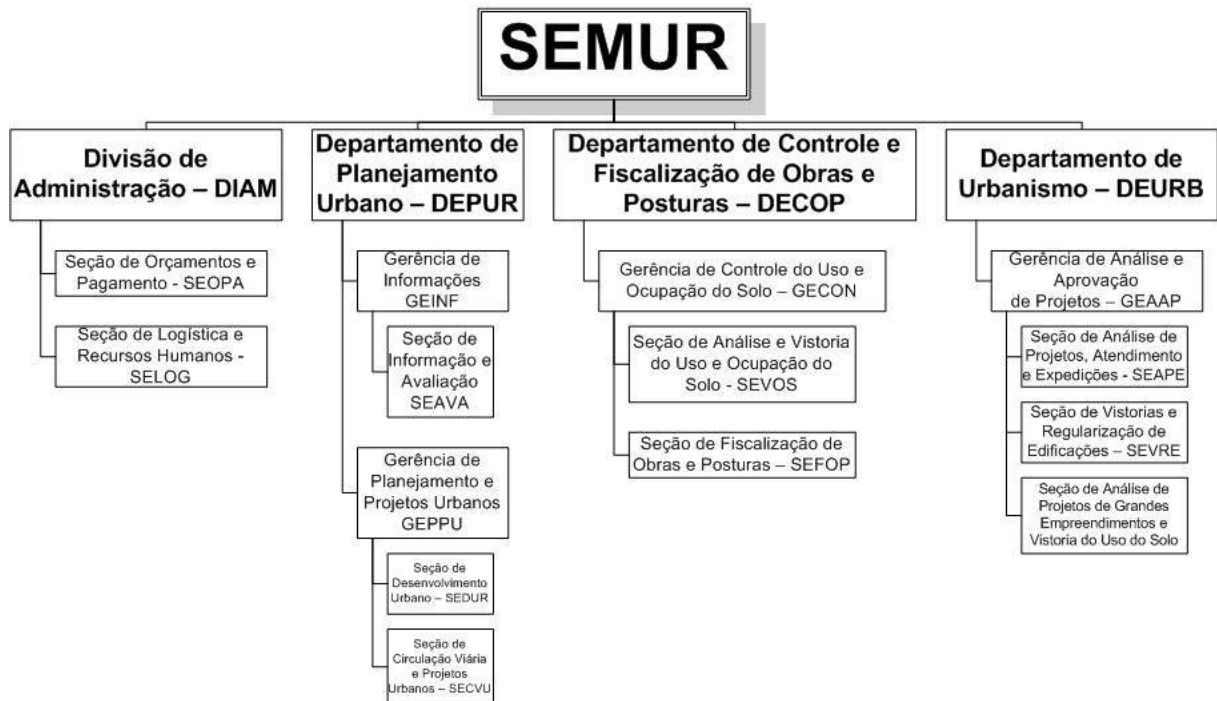 SEMUR
Divisão de
Administração – DIAM
Seção de Orçamentos e
Pagamento - SEOPA
Seção de Logística e
Recursos Humanos -
SELOG
Departamento de
Planejamento
Urbano – DEPUR
Gerência de
Informações
GEINF
Seção de
Informação e
Avaliação
SEAVA
Gerência de
Planejamento e
Projetos Urbanos
GEPPU
Seção de
Desenvolvimento
Urbano – SEDUR
Seção de
Circulação Viária
e Projetos
Urbanos – SECVU
Departamento de Controle e
Fiscalização de Obras e
Posturas – DECOP
Gerência de Controle do Uso e
Ocupação do Solo – GECON
Seção de Análise e Vistoria
do Uso e Ocupação do
Solo - SEVOS
Seção de Fiscalização de
Obras e Posturas – SEFOP
Departamento de
Urbanismo – DEURB
Gerência de Análise e
Aprovação
de Projetos – GEAAP
Seção de Análise de
Projetos, Atendimento
e Expedições - SEAPE
Seção de Vistorias e
Regularização de
Edificações – SEVRE
Seção de Análise de
Projetos de Grandes
Empreendimentos e
Vistoria do Uso do Solo